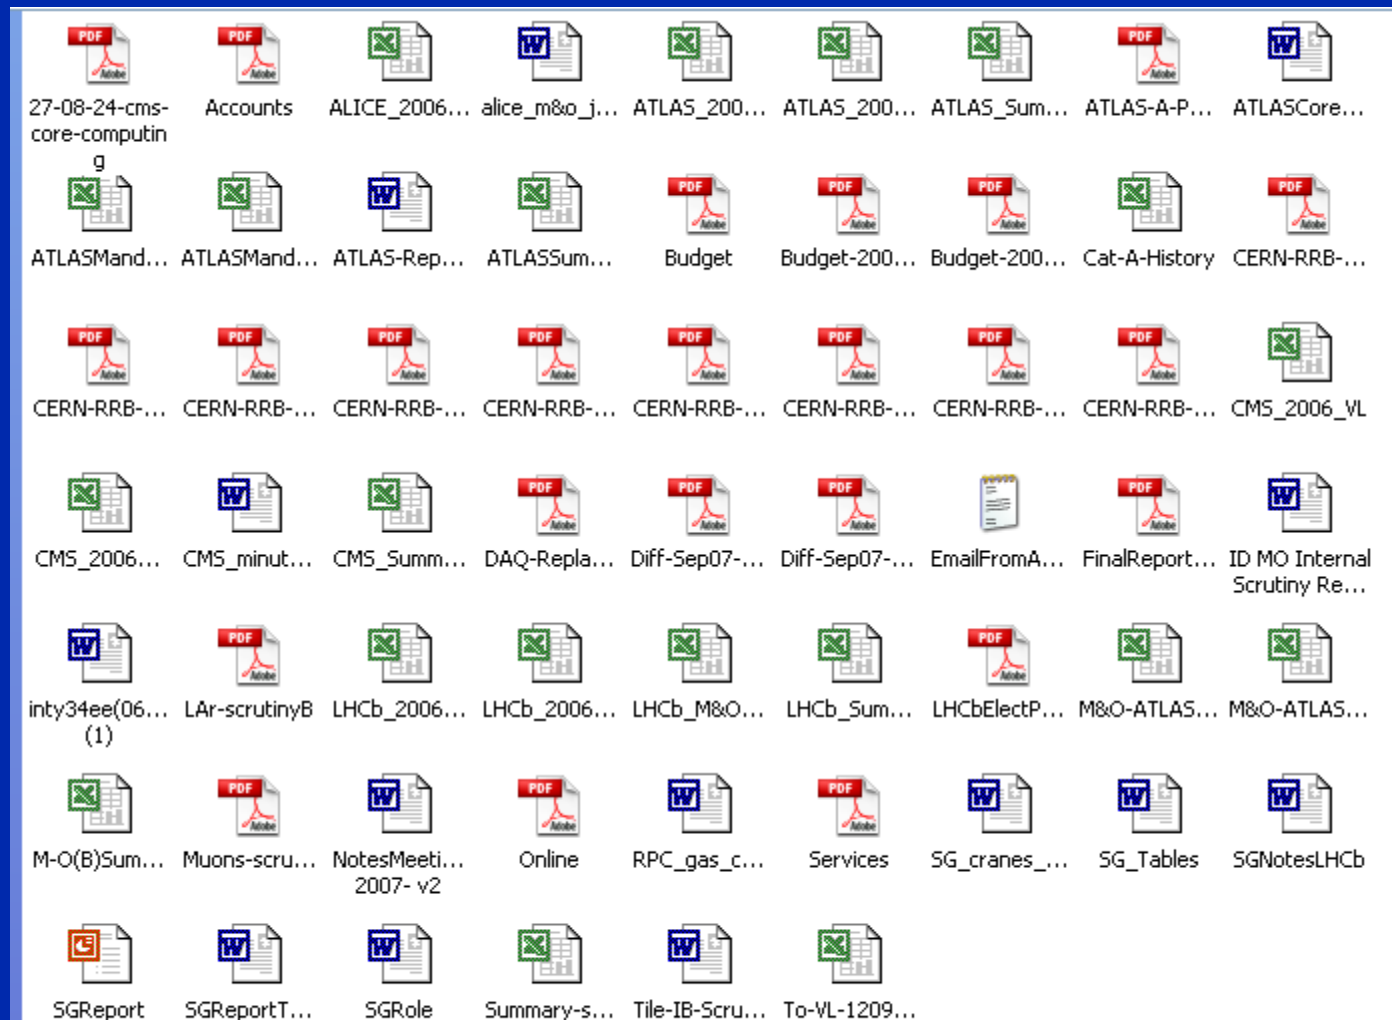 27-08-24-cms-core-computing
Accounts
ALICE_2006...
alice_m&o_j...
ATLAS_200...
ATLAS_200...
ATLAS_Sum...
ATLAS-A-P...
ATLASCore...
ATLASMand...
ATLASMand...
ATLAS-Rep...
ATLASSum...
Budget
Budget-200...
Budget-200...
Cat-A-History
CERN-RRB-...
CERN-RRB-...
CERN-RRB-...
CERN-RRB-...
CERN-RRB-...
CERN-RRB-...
CERN-RRB-...
CERN-RRB-...
CERN-RRB-...
CMS_2006_VL
CMS_2006...
CMS_minut...
CMS_Summ...
DAQ-Repla...
Diff-Sep07-...
Diff-Sep07-...
EmailFromA...
FinalReport...
ID MO Internal
Scrutiny Re...
inty34ee(06...
(1)
LAr-scrutinyB
LHCb_2006...
LHCb_2006...
LHCb_M&O...
LHCb_Sum...
LHCbElectP...
M&O-ATLAS...
M&O-ATLAS...
M-O(B)Sum...
Muons-scru...
NotesMeeti...
2007- v2
Online
RPC_gas_c...
Services
SG_cranes_...
SG_Tables
SGNotesLHCb
SGReport
SGReportT...
SGRole
Summary-s...
Tile-IB-Scru...
To-VL-1209...